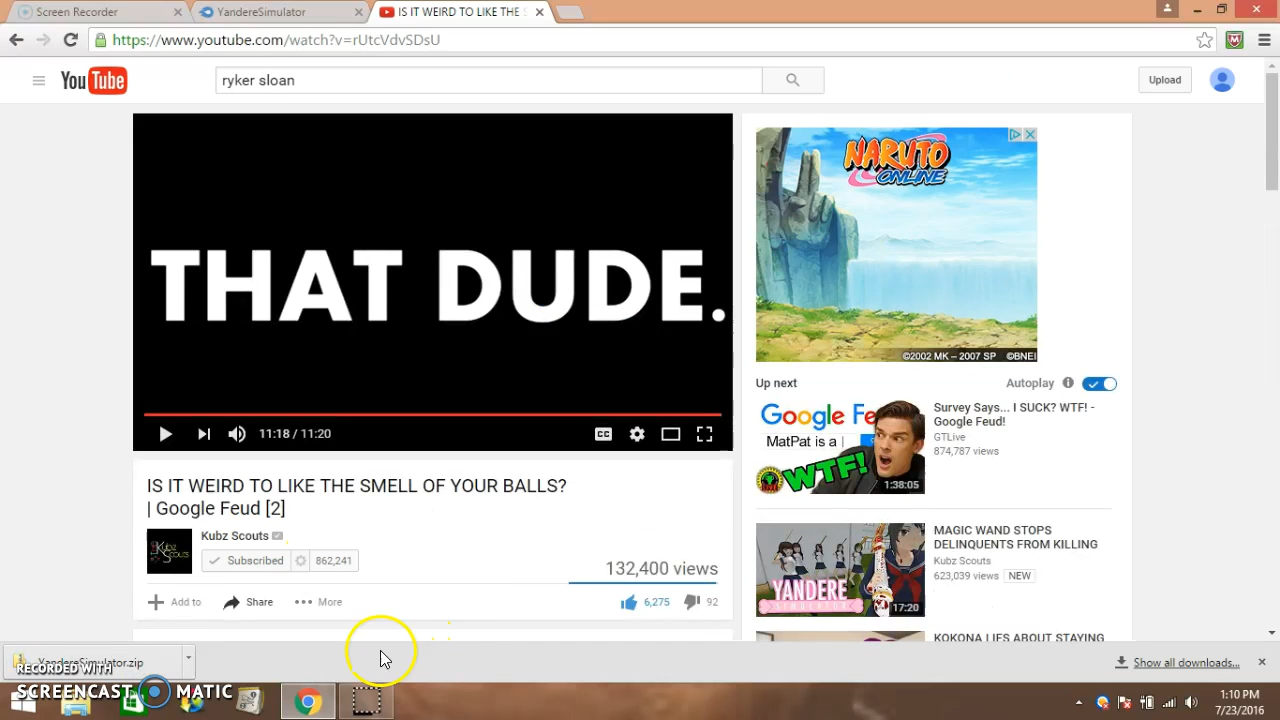 Screen Recorder
YandereSimulator
IS IT WEIRD TO LIKE THE S
https://www.youtube.com/watch?v=rUtcVdvSDsU
YouTube
ryker sloan
Upload
THAT DUDE.
11:18 / 11:20
CC
NARUTO
ONLINE
©2002 MK – 2007 SP ©BNEI
Up next
Autoplay
Google Fe
MatPat is a |
WTF!
1:38:05
Survey Says... I SUCK? WTF! -
Google Feud!
GTLive
874,787 views
IS IT WEIRD TO LIKE THE SMELL OF YOUR BALLS?
| Google Feud [2]
Kubz Scouts
Kubz
Scouts
Subscribed
862,241
132,400 views
Add to
Share
More
6,275
92
YANDERE
SIMULATOR
17:20
MAGIC WAND STOPS
DELINQUENTS FROM KILLING
Kubz Scouts
623,039 views NEW
KOKONA LIES ABOUT STAYING
YandereSimulator.zip
Show all downloads...
RECORDED WITH
SCREENCAST MATIC
1:10 PM
7/23/2016